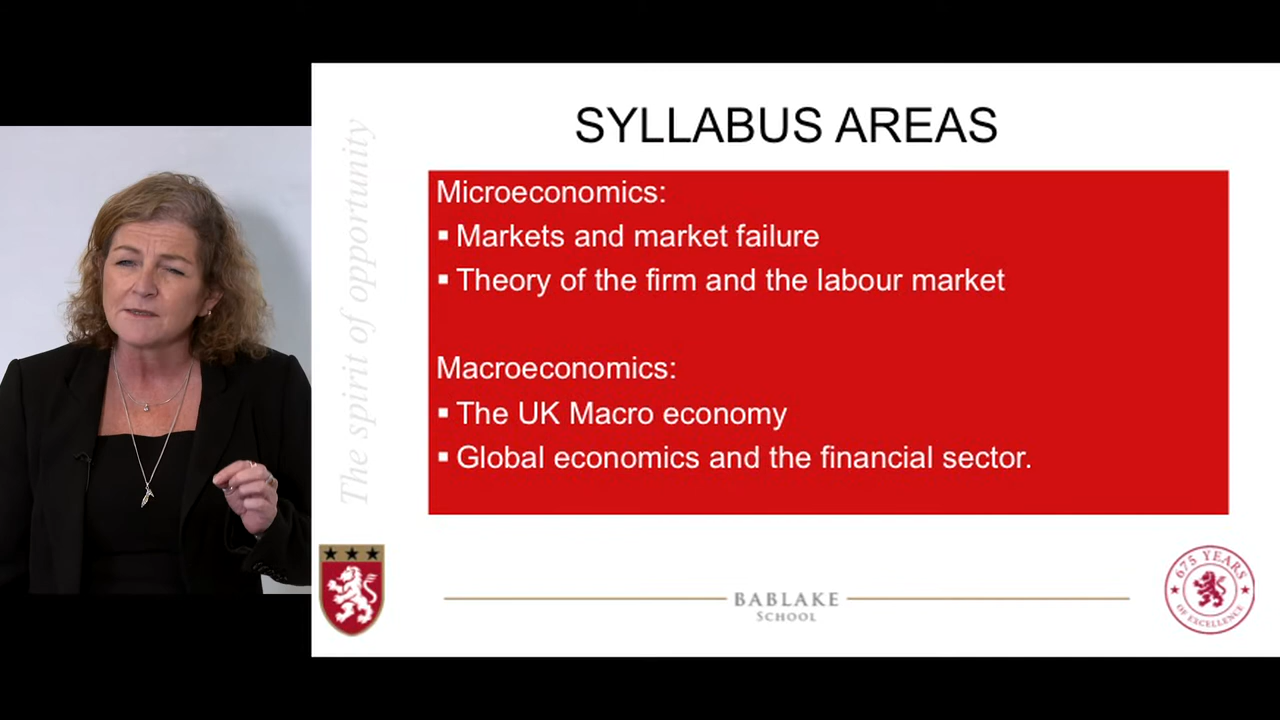 SYLLABUS AREAS
Microeconomics:
▪ Markets and market failure
▪ Theory of the firm and the labour market
Macroeconomics:
▪ The UK Macro economy
▪ Global economics and the financial sector.
The spirit of opportunity
BABLAKE
SCHOOL
675 YEARS
OF EXCELLENCE